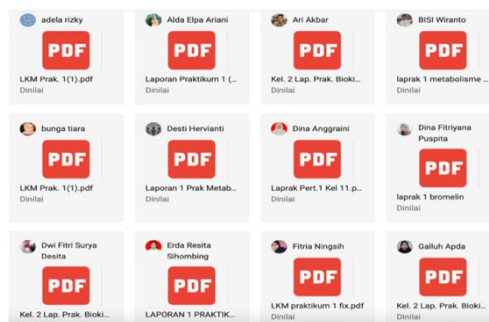 adela rizky
PDF
LKM Prak. 1(1).pdf
Dinilai
Alda Elpa Ariani
PDF
Laporan Praktikum 1 (...
Dinilai
Ari Akbar
PDF
Kel. 2 Lap. Prak. Bioki...
Dinilai
BISI Wiranto
PDF
laprak 1 metabolisme ...
Dinilai
bunga tiara
PDF
LKM Prak. 1(1).pdf
Dinilai
Desti Hervianti
PDF
Laporan 1 Prak Metab...
Dinilai
Dina Anggraini
PDF
Laprak Pert.1 Kel 11.p...
Dinilai
Dina Fitriyana
Puspita
PDF
laprak 1 bromelin
Dinilai
Dwi Fitri Surya
Desita
PDF
Kel. 2 Lap. Prak. Bioki...
Erda Resita
Sihombing
PDF
LAPORAN 1 PRAKTIK...
Fitria Ningsih
PDF
LKM praktikum 1 fix.pdf
Dinilai
Galluh Apda
PDF
Kel. 2 Lap. Prak. Bioki...
Dinilai